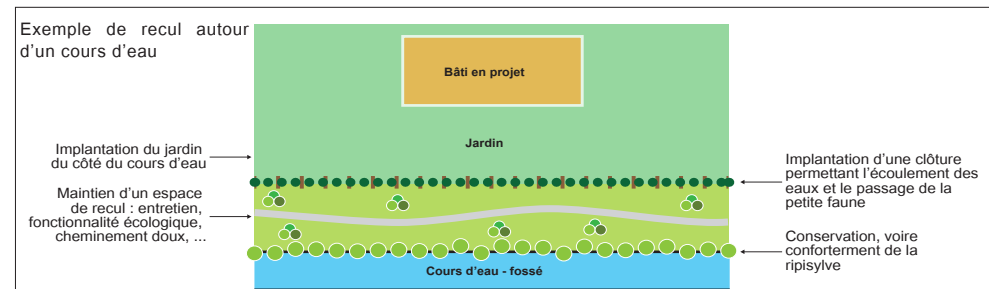 Exemple de recul autour
d'un cours d'eau
Bâti en projet
Jardin
Implantation du jardin
du côté du cours d'eau
Maintien d'un espace
de recul : entretien,
fonctionnalité écologique,
cheminement doux, ...
Implantation d'une clôture
permettant l'écoulement des
eaux et le passage de la
petite faune
Conservation, voire
confortement de la
ripisylve
Cours d'eau - fossé